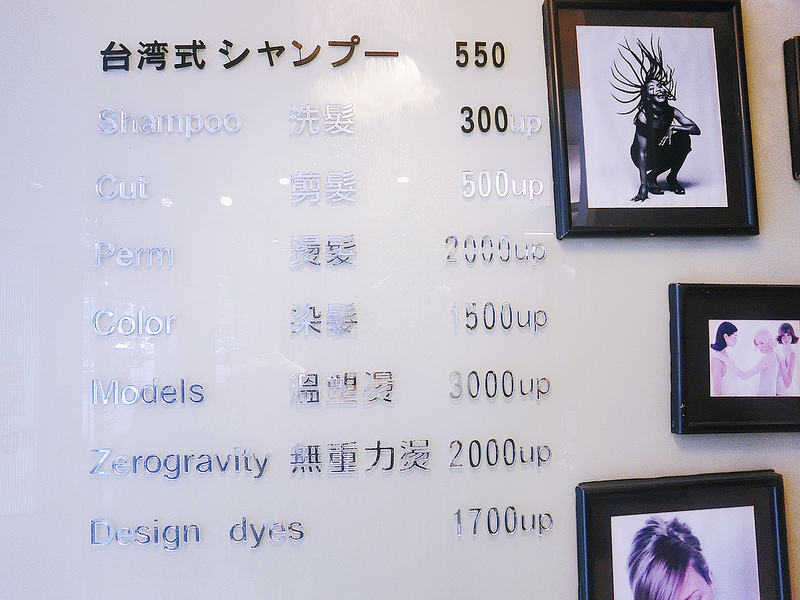 台湾式 シャンプー 550
Shampoo 洗髮 300up
Cut 剪髮 500up
Perm 燙髮 2000up
Color 染髮 1500up
Models 溫塑燙 3000up
Zerogravity 無重力燙 2000up
Design dyes 1700up